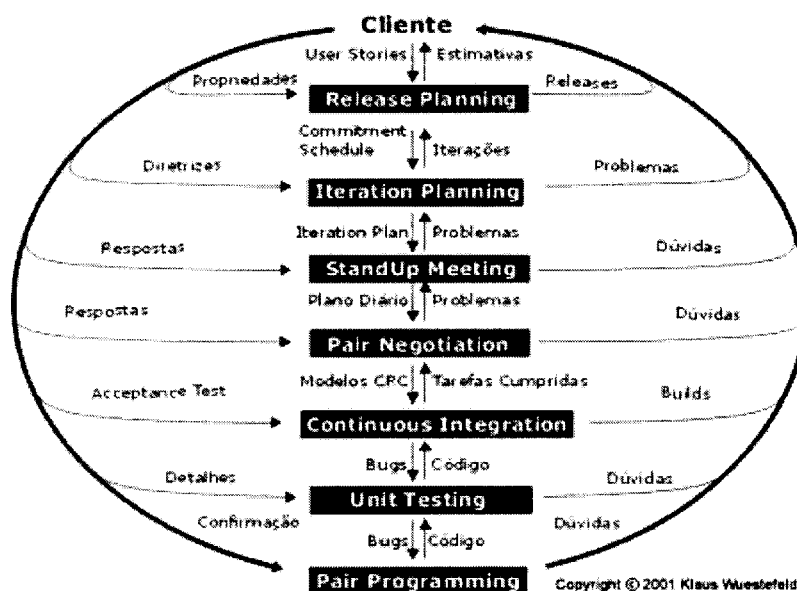 Cliente
User Stories Estimativas
Propriedades Releases
Release Planning
Commitment
Schedule Iterações
Diretrizes Problemas
Iteration Planning
Iteration Plan Problemas
Respostas Dúvidas
StandUp Meeting
Plano Diário Problemas
Respostas Dúvidas
Pair Negotiation
Modelos CRC Tarefas Cumpridas
Acceptance Test Builds
Continuous Integration
Bugs Código
Detalhes Dúvidas
Unit Testing
Confirmação Dúvidas
Bugs Código
Pair Programming
Copyright © 2001 Klaus Wuestefeld